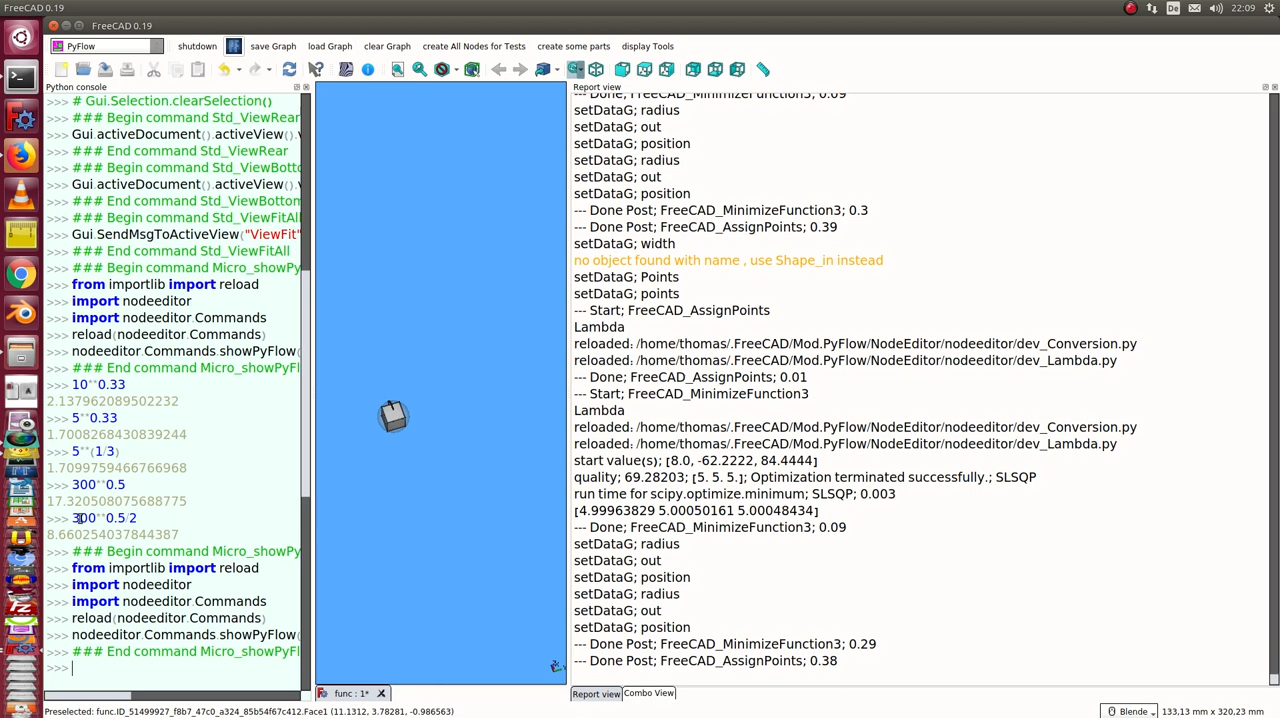 FreeCAD 0.19
De
22:09
FreeCAD 0.19
PyFlow
shutdown
save Graph
load Graph
clear Graph
create All Nodes for Tests
create some parts
display Tools
Python console
>>> # Gui.Selection.clearSelection()
>>> ### Begin command Std_ViewRear
>>> Gui.activeDocument().activeView().
>>> ### End command Std_ViewRear
>>> ### Begin command Std_ViewBottom
>>> Gui.activeDocument().activeView().
>>> ### End command Std_ViewBottom
>>> ### Begin command Std_ViewFitAll
>>> Gui.SendMsgToActiveView("ViewFit"
>>> ### End command Std_ViewFitAll
>>> ### Begin command Micro_showPy
>>> from importlib import reload
>>> import nodeeditor
>>> import nodeeditor.Commands
>>> reload(nodeeditor.Commands)
>>> nodeeditor.Commands.showPyFlow(
>>> ### End command Micro_showPyFl
>>> 10**0.33
2.137962089502232
>>> 5**0.33
1.7008268430839244
>>> 5**(1/3)
1.7099759466766968
>>> 300**0.5
17.320508075688775
>>> 300**0.5/2
8.660254037844387
>>> ### Begin command Micro_showPy
>>> from importlib import reload
>>> import nodeeditor
>>> import nodeeditor.Commands
>>> reload(nodeeditor.Commands)
>>> nodeeditor.Commands.showPyFlow(
>>> ### End command Micro_showPyFl
>>>
func : 1*
Report view
--- Done; FreeCAD_MinimizeFunction3; 0.09
setDataG; radius
setDataG; out
setDataG; position
setDataG; radius
setDataG; out
setDataG; position
--- Done Post; FreeCAD_MinimizeFunction3; 0.3
--- Done Post; FreeCAD_AssignPoints; 0.39
setDataG; width
no object found with name , use Shape_in instead
setDataG; Points
setDataG; points
--- Start; FreeCAD_AssignPoints
Lambda
reloaded: /home/thomas/.FreeCAD/Mod.PyFlow/NodeEditor/nodeeditor/dev_Conversion.py
reloaded: /home/thomas/.FreeCAD/Mod.PyFlow/NodeEditor/nodeeditor/dev_Lambda.py
--- Done; FreeCAD_AssignPoints; 0.01
--- Start; FreeCAD_MinimizeFunction3
Lambda
reloaded: /home/thomas/.FreeCAD/Mod.PyFlow/NodeEditor/nodeeditor/dev_Conversion.py
reloaded: /home/thomas/.FreeCAD/Mod.PyFlow/NodeEditor/nodeeditor/dev_Lambda.py
start value(s); [8.0, -62.2222, 84.4444]
quality; 69.28203; [5. 5. 5.]; Optimization terminated successfully.; SLSQP
run time for scipy.optimize.minimum; SLSQP; 0.003
[4.99963829 5.00050161 5.00048434]
--- Done; FreeCAD_MinimizeFunction3; 0.09
setDataG; radius
setDataG; out
setDataG; position
setDataG; radius
setDataG; out
setDataG; position
--- Done Post; FreeCAD_MinimizeFunction3; 0.29
--- Done Post; FreeCAD_AssignPoints; 0.38
Report view
Combo View
Preselected: func.ID_51499927_f8b7_47c0_a324_85b54f67c412.Face1 (11.1312, 3.78281, -0.986563)
Blende
133,13 mm x 320,23 mm